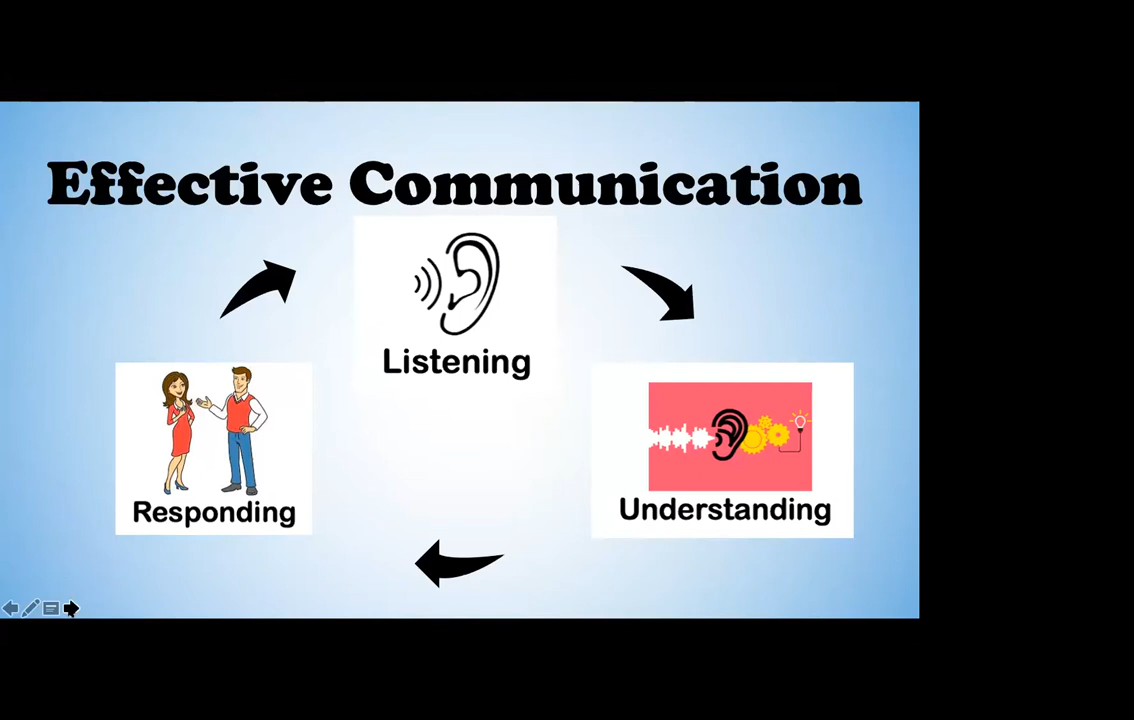 Effective Communication
Listening
Responding
Understanding